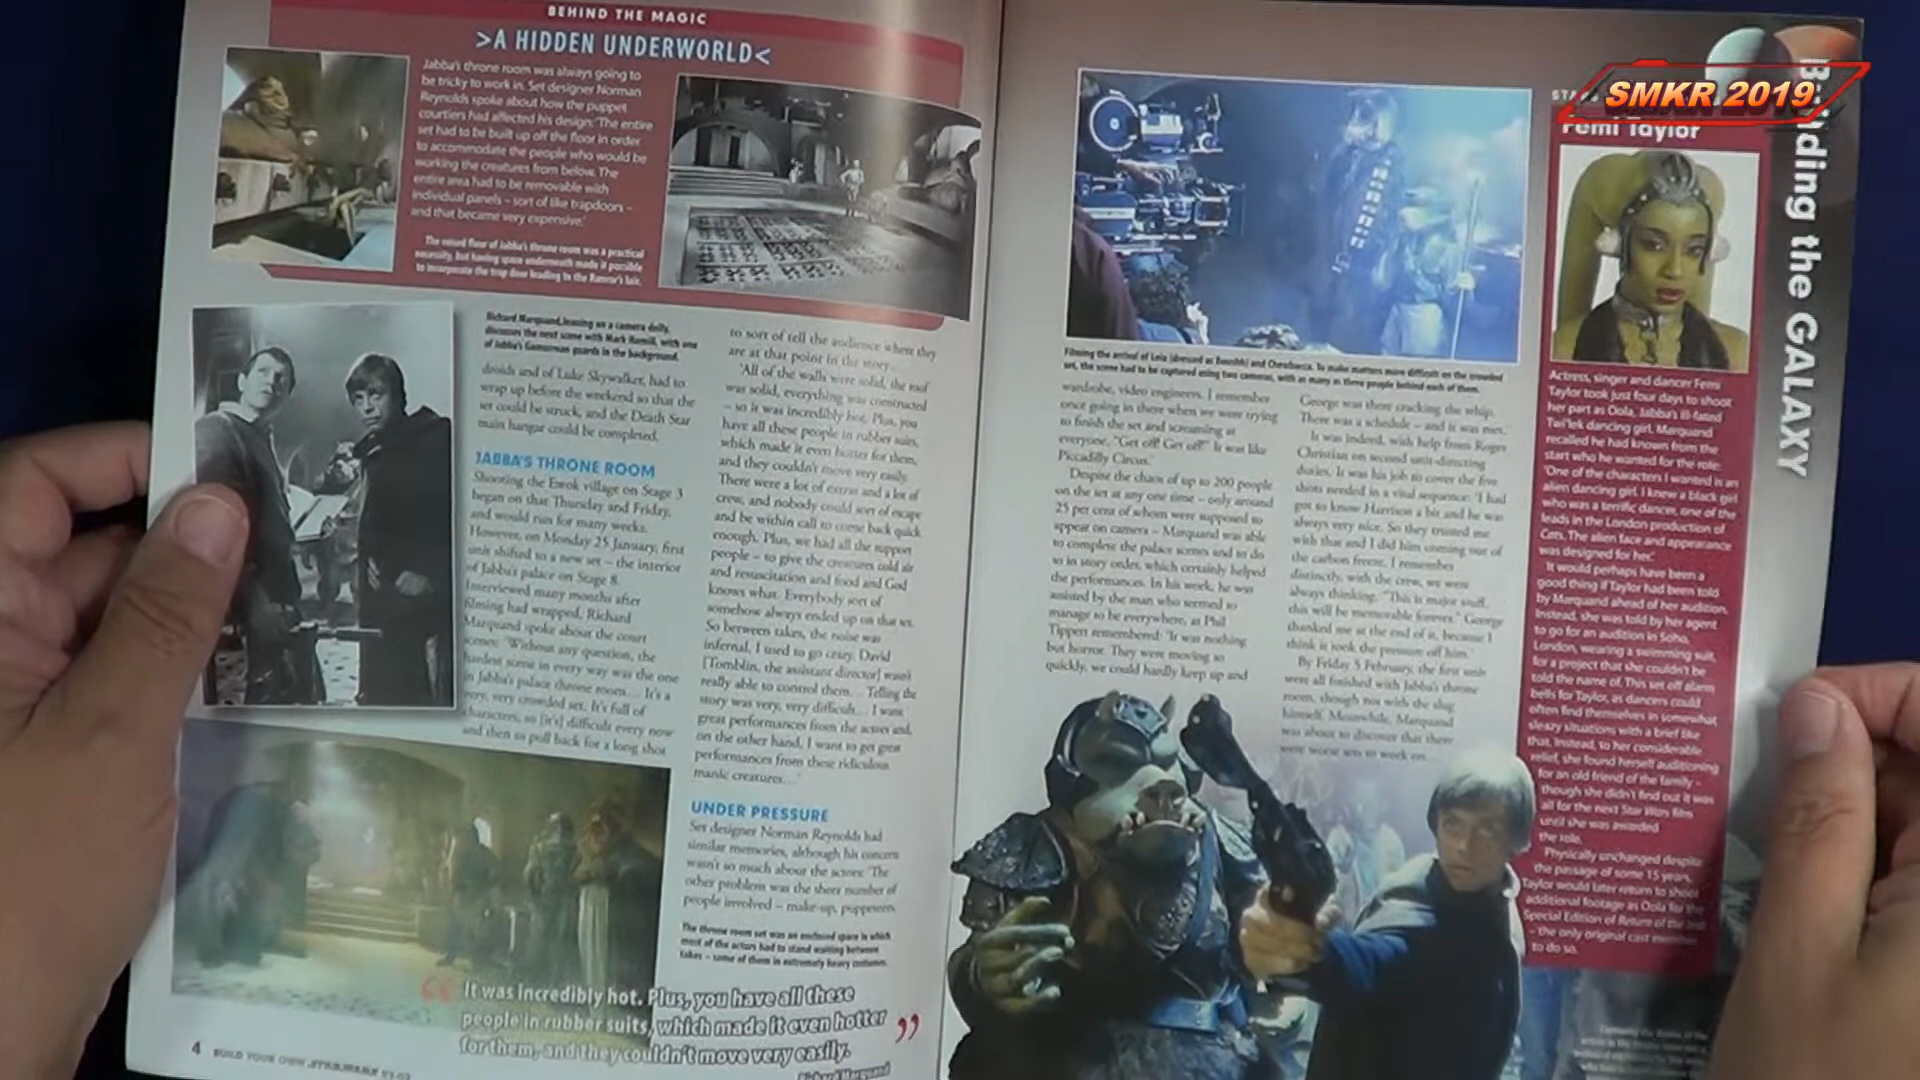 BEHIND THE MAGIC
>A HIDDEN UNDERWORLD<
Jabba's throne room was always going to
be tricky to work in. Set designer Norman
Reynolds spoke about how the puppet
courtiers had affected his design: 'The entire
set had to be built up off the floor in order
to accommodate the people who would be
working the creatures from below. The
entire area had to be removable with
individual panels – sort of like trapdoors –
and that became very expensive.'
The raised floor of Jabba's throne room was a practical
necessity, but having space underneath made it possible
to incorporate the trap door leading to the Rancor's lair.
Richard Marquand, leaning on a camera dolly,
discusses the next scene with Mark Hamill, with one
of Jabba's Gamorrean guards in the background.
droids and of Luke Skywalker, had to
wrap up before the weekend so that the
set could be struck, and the Death Star
main hangar could be completed.
JABBA'S THRONE ROOM
Shooting the Ewok village on Stage 3
began on that Thursday and Friday,
and would run for many weeks.
However, on Monday 25 January, first
unit shifted to a new set – the interior
of Jabba's palace on Stage 8.
Interviewed many months after
filming had wrapped, Richard
Marquand spoke about the court
scenes: 'Without any question, the
hardest scene in every way was the one
in Jabba's palace throne room... It's a
very, very crowded set. It's full of
characters, so [it's] difficult every now
and then to pull back for a long shot
to sort of tell the audience where they
are at that point in the story...
'All of the walls were solid, the roof
was solid, everything was constructed
– so it was incredibly hot. Plus, you
have all these people in rubber suits,
which made it even hotter for them,
and they couldn't move very easily.
There were a lot of extras and a lot of
crew, and nobody could sort of escape
and be within call to come back quick
enough. Plus, we had all the support
people – to give the creatures cold air
and resuscitation and food and God
knows what. Everybody sort of
somehow always ended up on that set.
So between takes, the noise was
infernal. I used to go crazy. David
[Tomblin, the assistant director] wasn't
really able to control them... Telling the
story was very, very difficult... I want
great performances from the actors and,
on the other hand, I want to get great
performances from these ridiculous
manic creatures...'
UNDER PRESSURE
Set designer Norman Reynolds had
similar memories, although his concern
wasn't so much about the actors: 'The
other problem was the sheer number of
people involved – make-up, puppeteers
The throne room set was an enclosed space in which
most of the actors had to stand waiting between
takes – some of them in extremely heavy costumes.
“It was incredibly hot. Plus, you have all these
people in rubber suits, which made it even hotter
for them, and they couldn't move very easily.”
Richard Marquand
4 BUILD YOUR OWN
Filming the arrival of Leia (dressed as Boushh) and Chewbacca. To make matters more difficult on the crowded
set, the scene had to be captured using two cameras, with as many as three people behind each of them.
wardrobe, video engineers. I remember
once going in there when we were trying
to finish the set and screaming at
everyone, "Get off! Get off!" It was like
Piccadilly Circus.'
Despite the chaos of up to 200 people
on the set at any one time – only around
25 per cent of whom were supposed to
appear on camera – Marquand was able
to complete the palace scenes and to do
so in story order, which certainly helped
the performances. In his work, he was
assisted by the man who seemed to
manage to be everywhere, as Phil
Tippett remembered: 'It was nothing
but horror. They were moving so
quickly, we could hardly keep up and
George was there cracking the whip.
There was a schedule – and it was met.'
It was indeed, with help from Roger
Christian on second unit-directing
duties. It was his job to cover the five
shots needed in a vital sequence: 'I had
got to know Harrison a bit and he was
always very nice. So they trusted me
with that and I did him coming out of
the carbon freeze. I remember
distinctly, with the crew, we were
always thinking, "This is major stuff,
this will be memorable forever." George
thanked me at the end of it, because I
think it took the pressure off him.'
By Friday 5 February, the first unit
were all finished with Jabba's throne
room, though not with the slug
himself. Meanwhile, Marquand
was about to discover that there
were worse sets to work on...
SMKR 2019
Femi Taylor
Actress, singer and dancer Femi
Taylor took just four days to shoot
her part as Oola, Jabba's ill-fated
Twi'lek dancing girl. Marquand
recalled he had known from the
start who he wanted for the role:
'One of the characters I wanted is an
alien dancing girl. I knew a black girl
who was a terrific dancer, one of the
leads in the London production of
Cats. The alien face and appearance
was designed for her.'
It would perhaps have been a
good thing if Taylor had been told
by Marquand ahead of her audition.
Instead, she was told by her agent
to go for an audition in Soho,
London, wearing a swimming suit,
for a project that she couldn't be
told the name of. This set off alarm
bells for Taylor, as dancers could
often find themselves in somewhat
sleazy situations with a brief like
that. Instead, to her considerable
relief, she found herself auditioning
for an old friend of the family –
though she didn't find out it was
all for the next Star Wars film
until she was awarded
the role.
Physically unchanged despite
the passage of some 15 years,
Taylor would later return to shoot
additional footage as Oola for the
Special Edition of Return of the Jedi
– the only original cast member
to do so.
the GALAXY